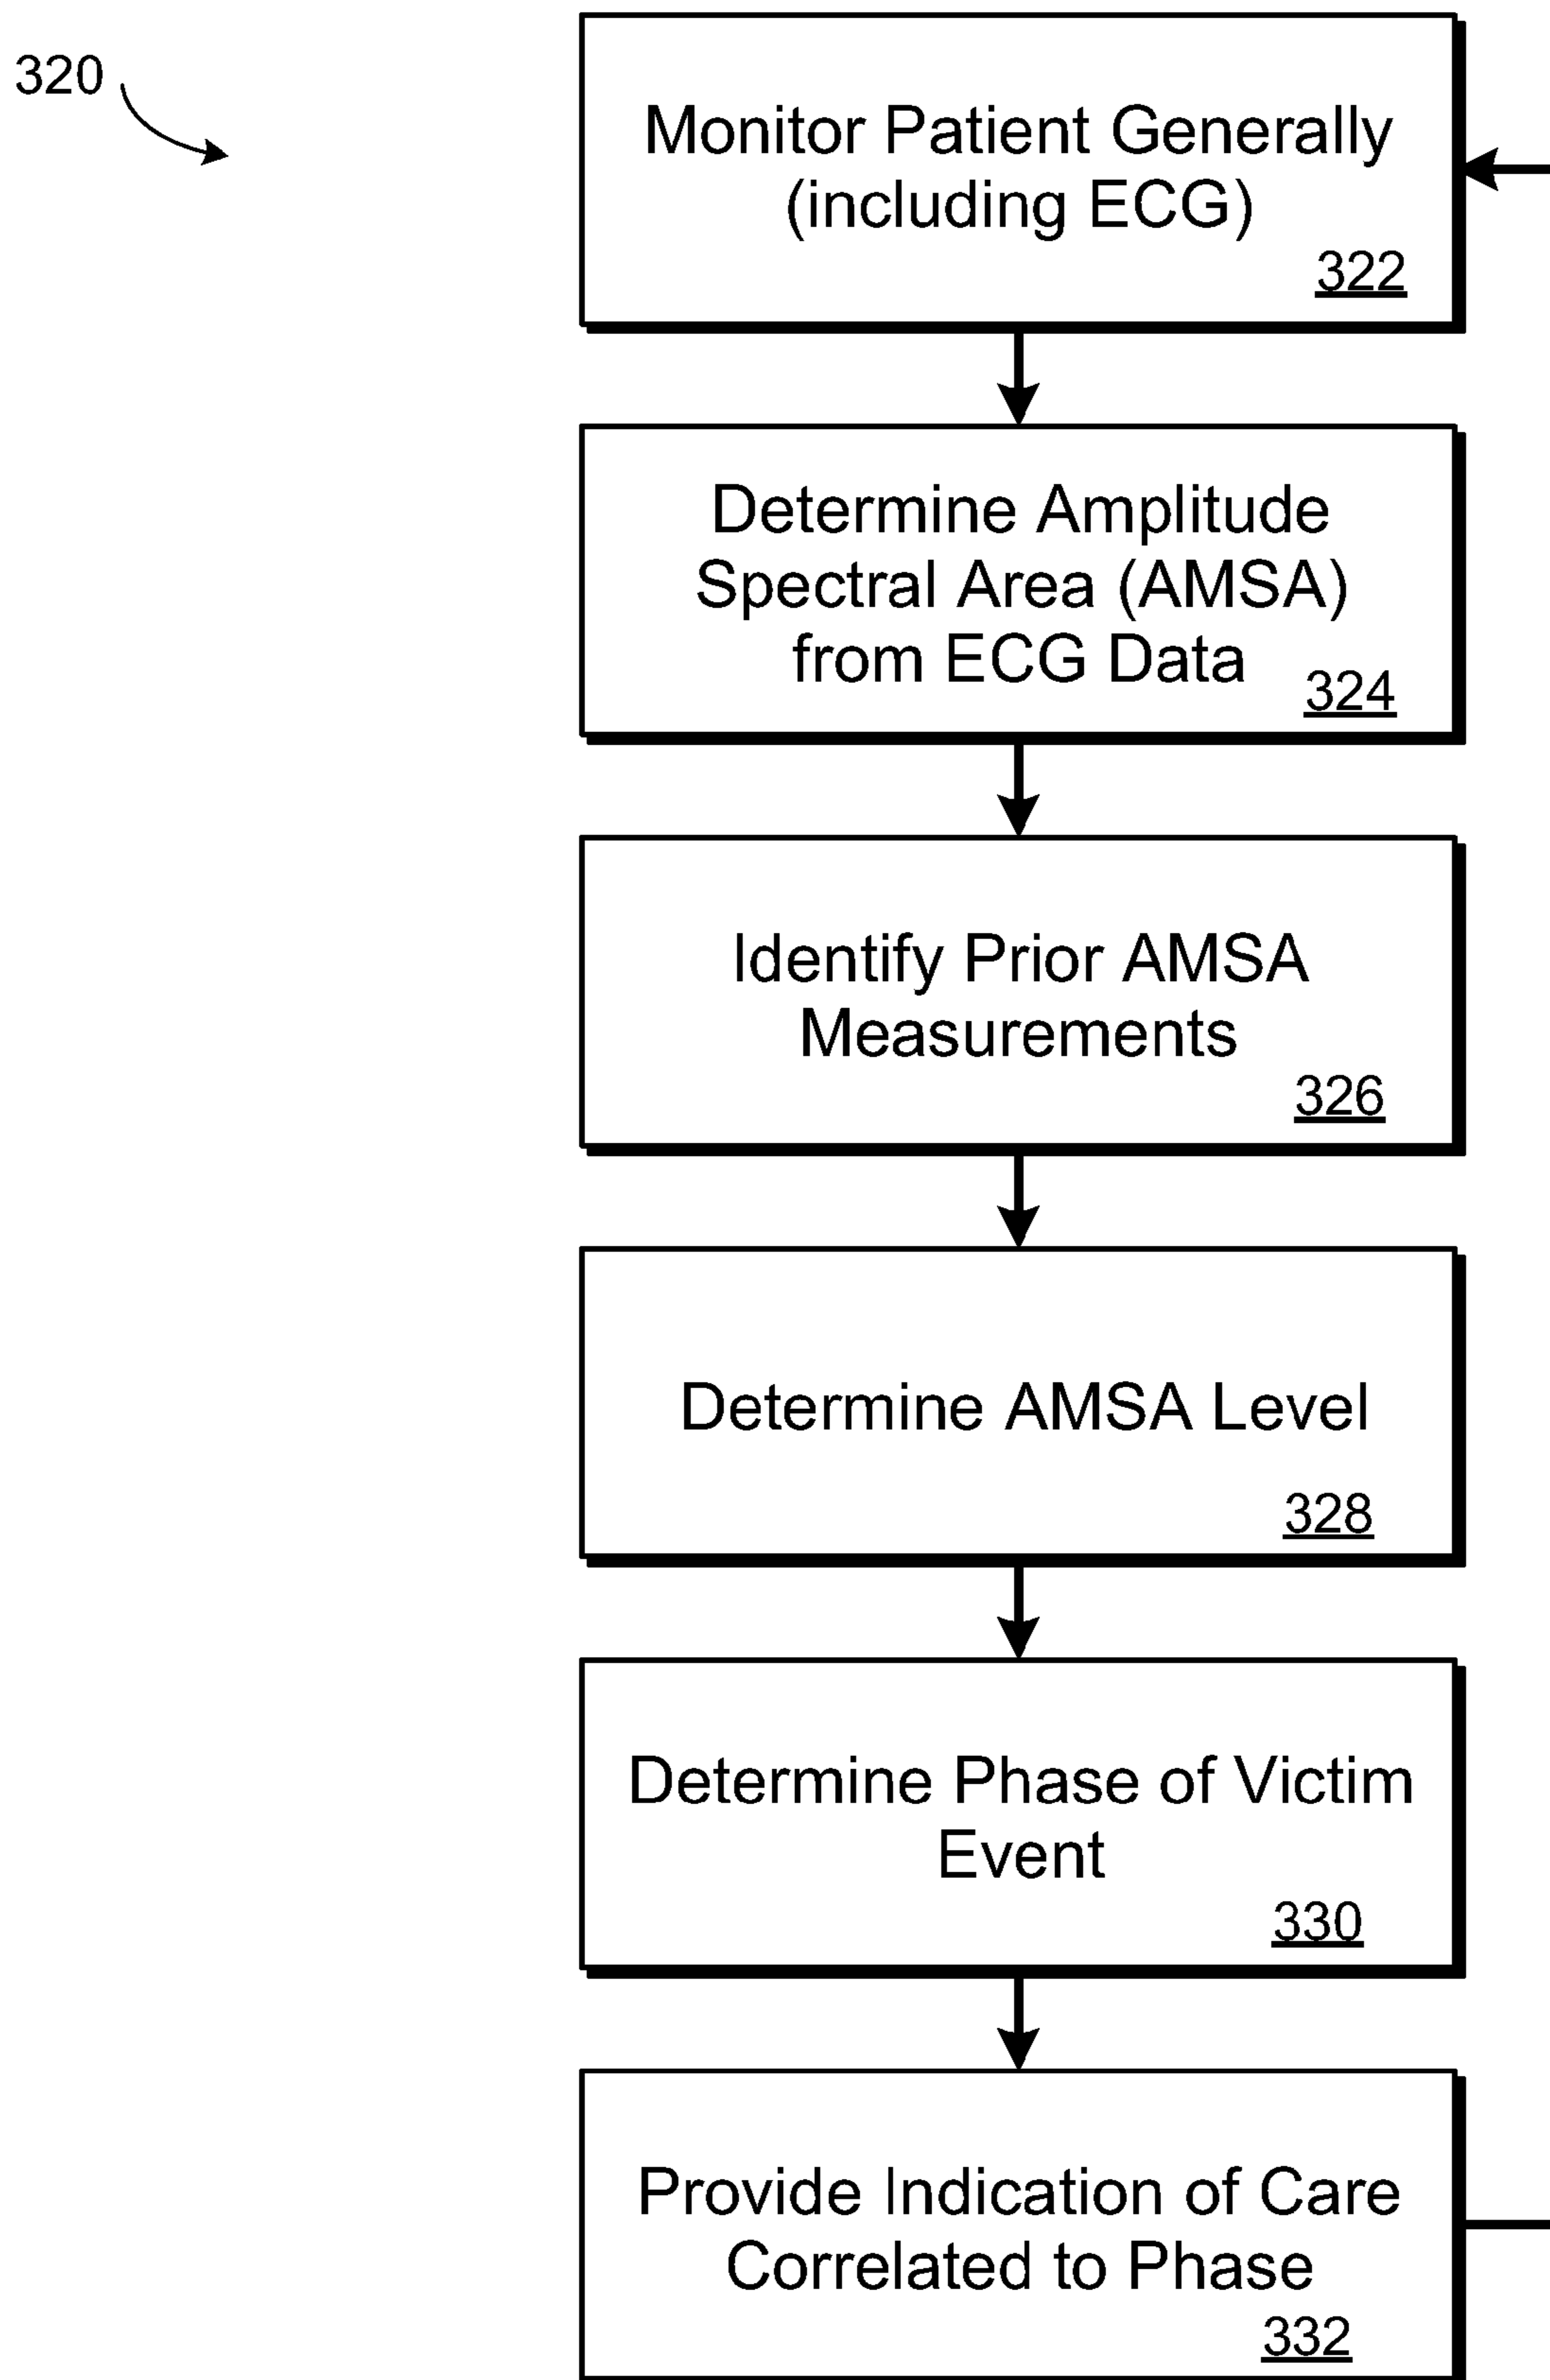 320
Monitor Patient Generally
(including ECG)
322
Determine Amplitude
Spectral Area (AMSA)
from ECG Data
324
Identify Prior AMSA
Measurements
326
Determine AMSA Level
328
Determine Phase of Victim
Event
330
Provide Indication of Care
Correlated to Phase
332